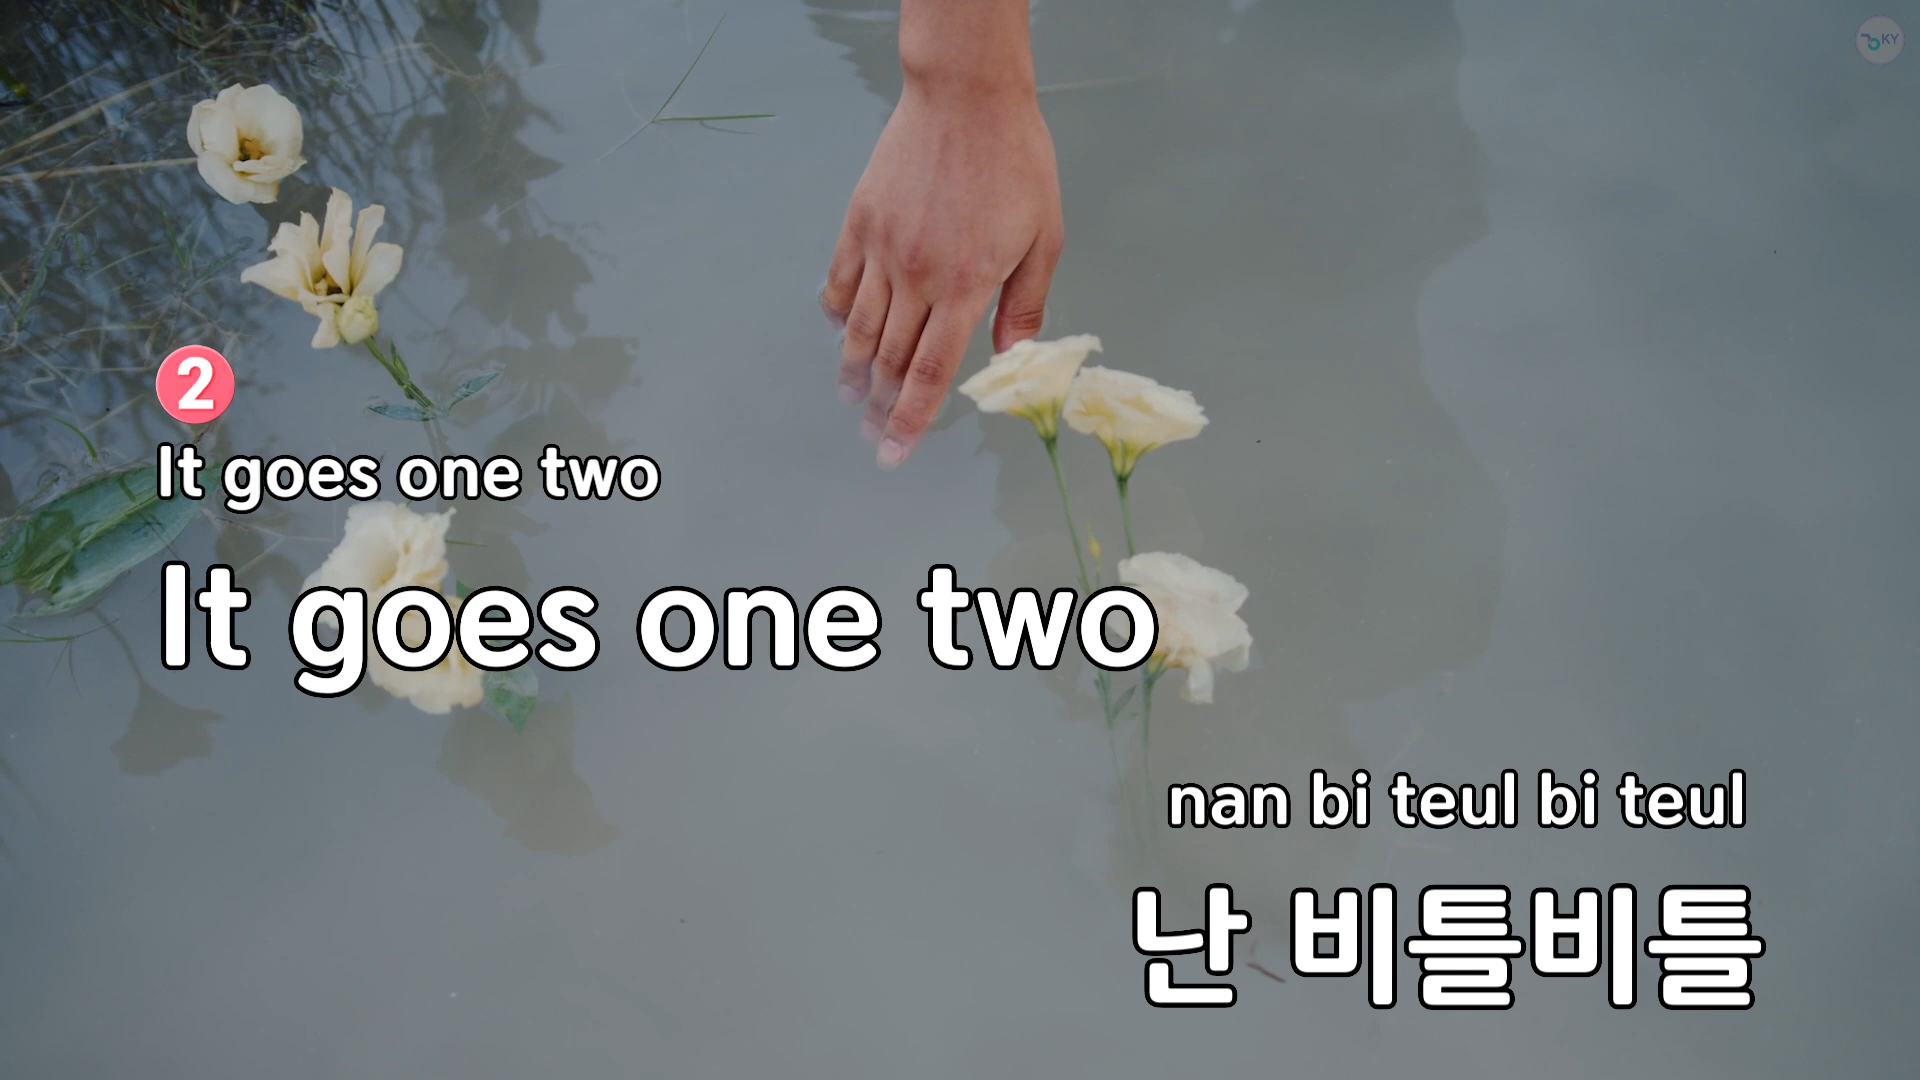 KY
2
It goes one two
It goes one two
nan bi teul bi teul
난 비틀비틀